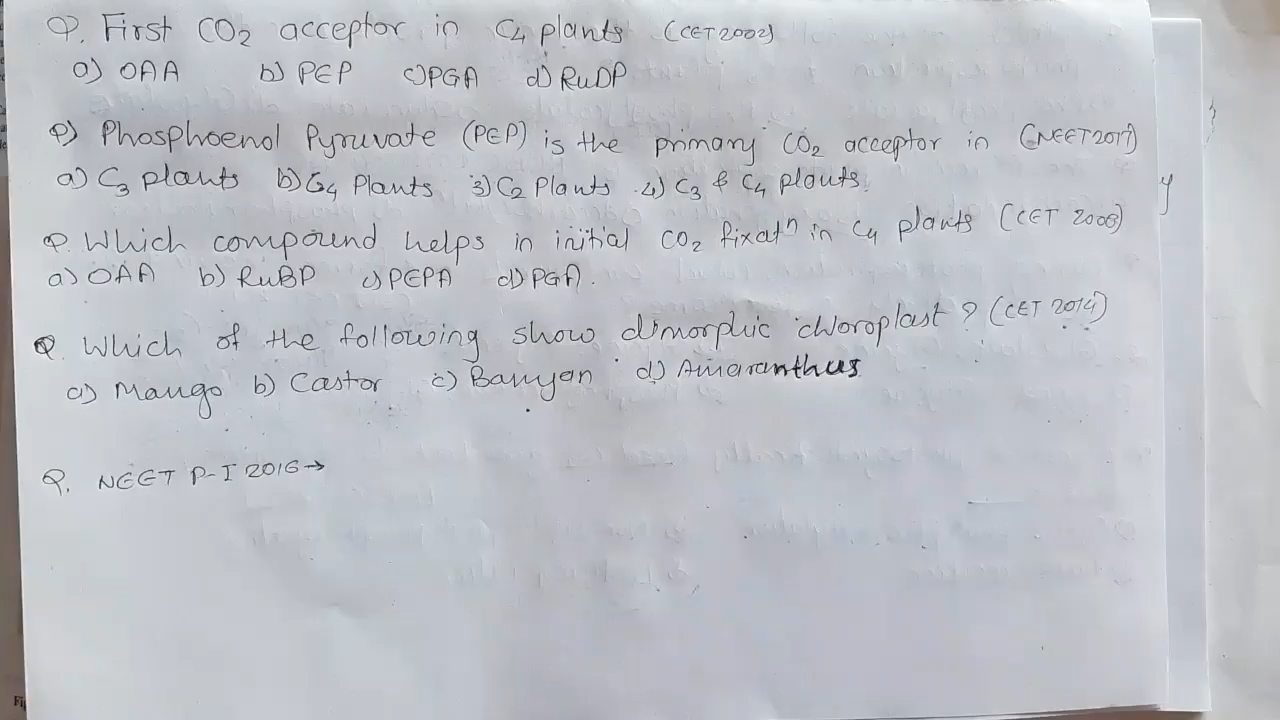 Q. First CO₂ acceptor in C₄ plants (CET 2002)
a) OAA b) PEP c) PGA d) RuDP
Q) Phosphoenol Pyruvate (PEP) is the primary CO₂ acceptor in (NEET 2017)
a) C₃ plants b) C₄ Plants 3) C₂ Plants 4) C₃ & C₄ plants.
Q. Which compound helps in initial CO₂ fixatⁿ in C₄ plants (CET 2006)
a) OAA b) RuBP c) PEPA d) PGA.
Q. Which of the following show dimorphic chloroplast ? (CET 2014)
a) Mango b) Castor c) Banyan d) Amaranthus
Q. NEET P-I 2016→